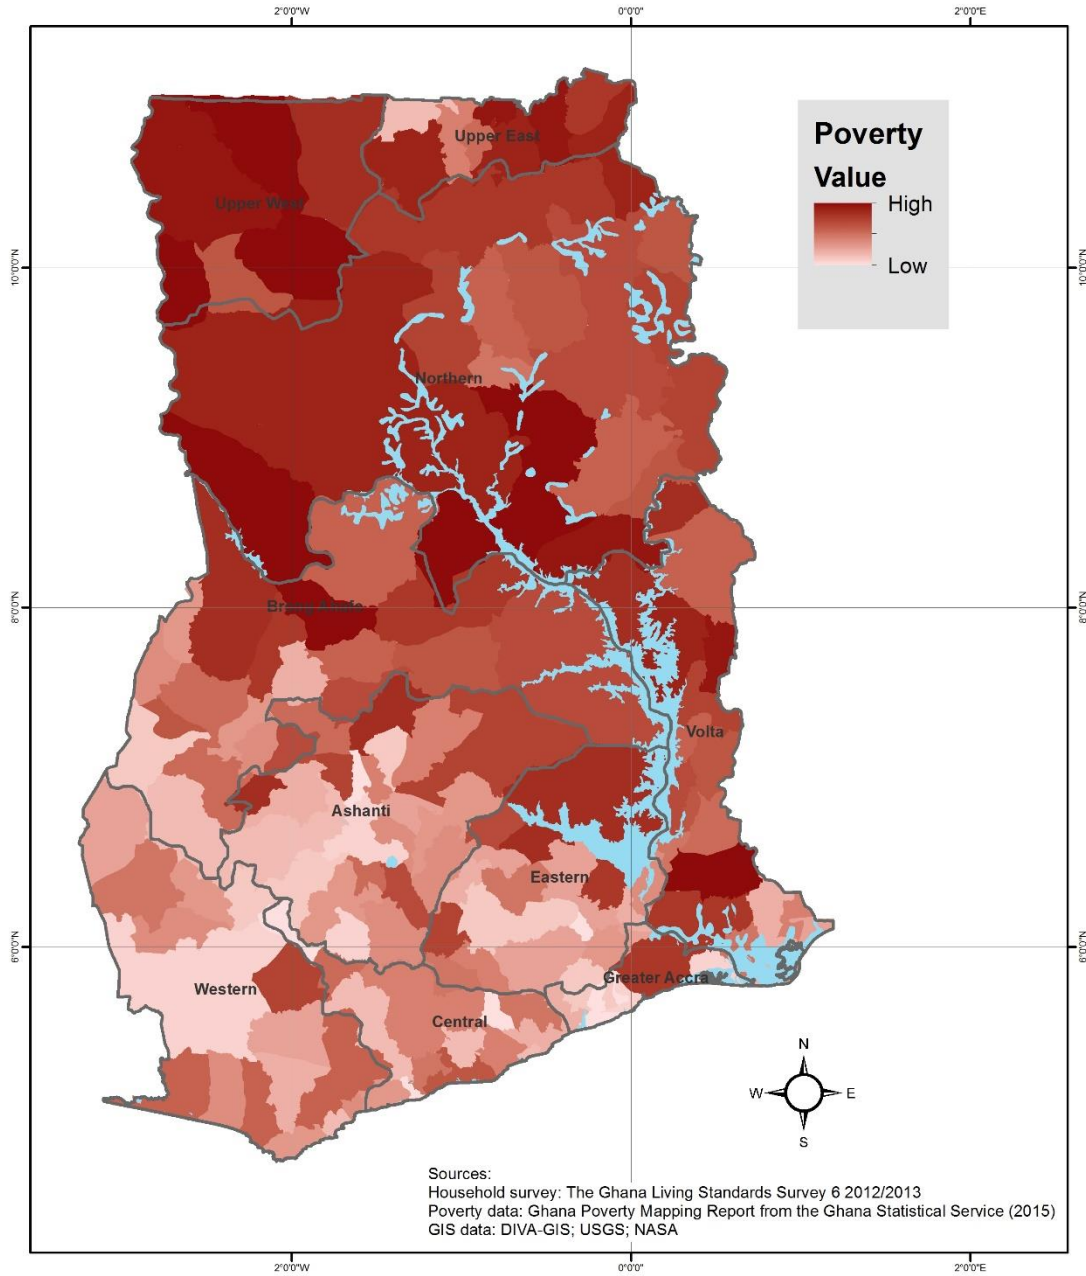 2°0'0"W 0°0'0" 2°0'0"E
Poverty
Value
High
Low
Upper East
Upper West
10°0'0"N 10°0'0"N
Northern
8°0'0"N 8°0'0"N
Brong Ahafo
Volta
Ashanti
Eastern
6°0'0"N 6°0'0"N
Greater Accra
Western
Central
N
W E
S
Sources:
Household survey: The Ghana Living Standards Survey 6 2012/2013
Poverty data: Ghana Poverty Mapping Report from the Ghana Statistical Service (2015)
GIS data: DIVA-GIS; USGS; NASA
2°0'0"W 0°0'0" 2°0'0"E